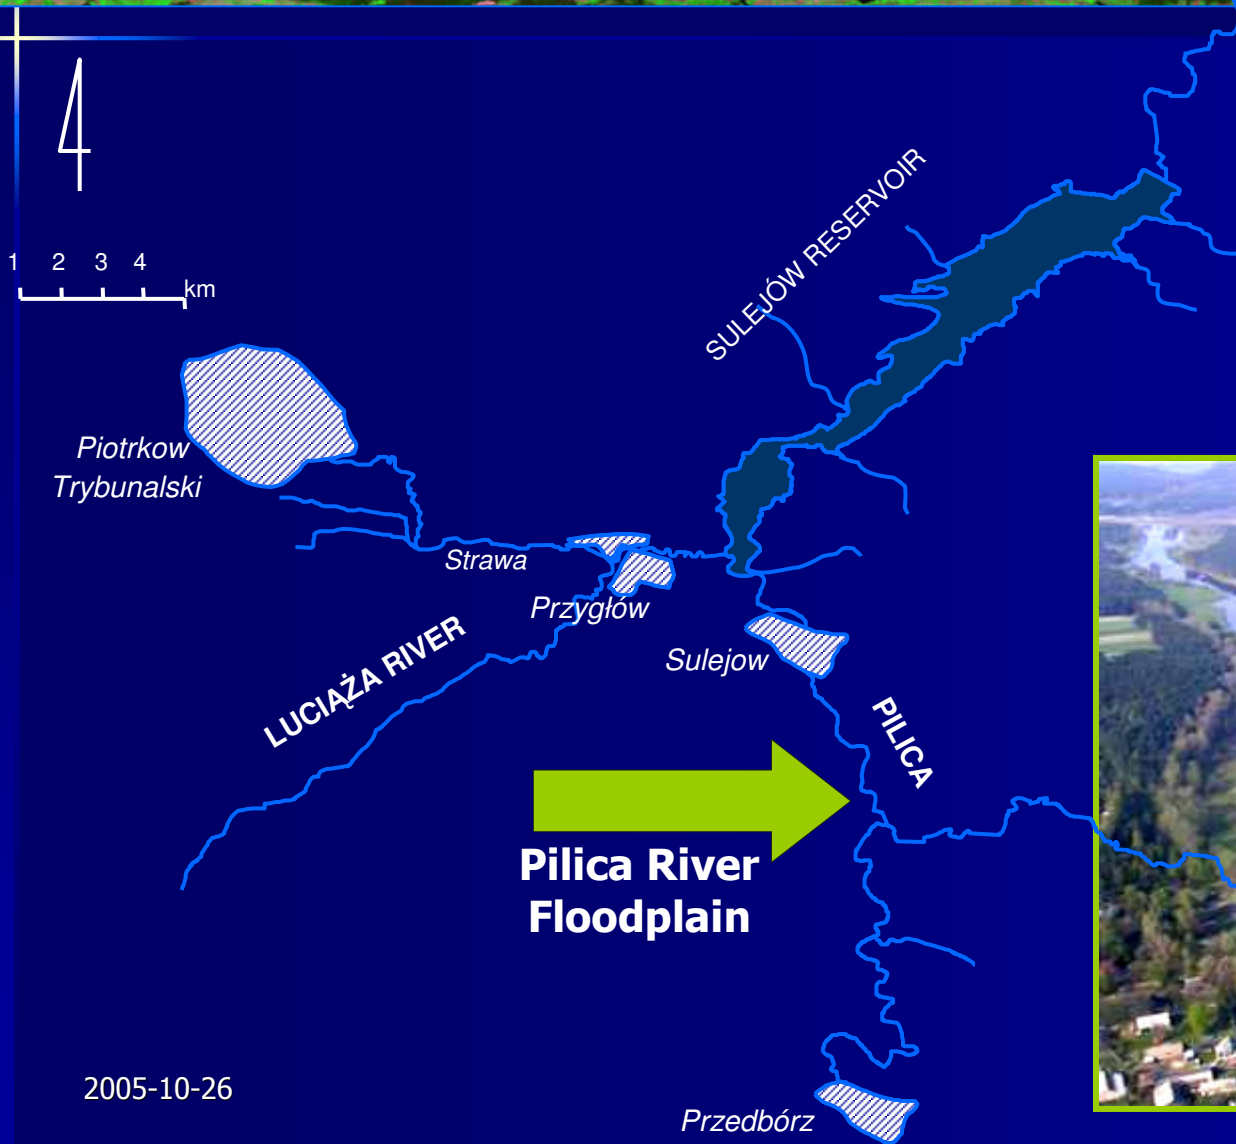 1 2 3 4
km
SULEJÓW RESERVOIR
Piotrkow
Trybunalski
Strawa
Przygłów
LUCIĄŻA RIVER
Sulejow
PILICA
Pilica River
Floodplain
2005-10-26
Przedbórz